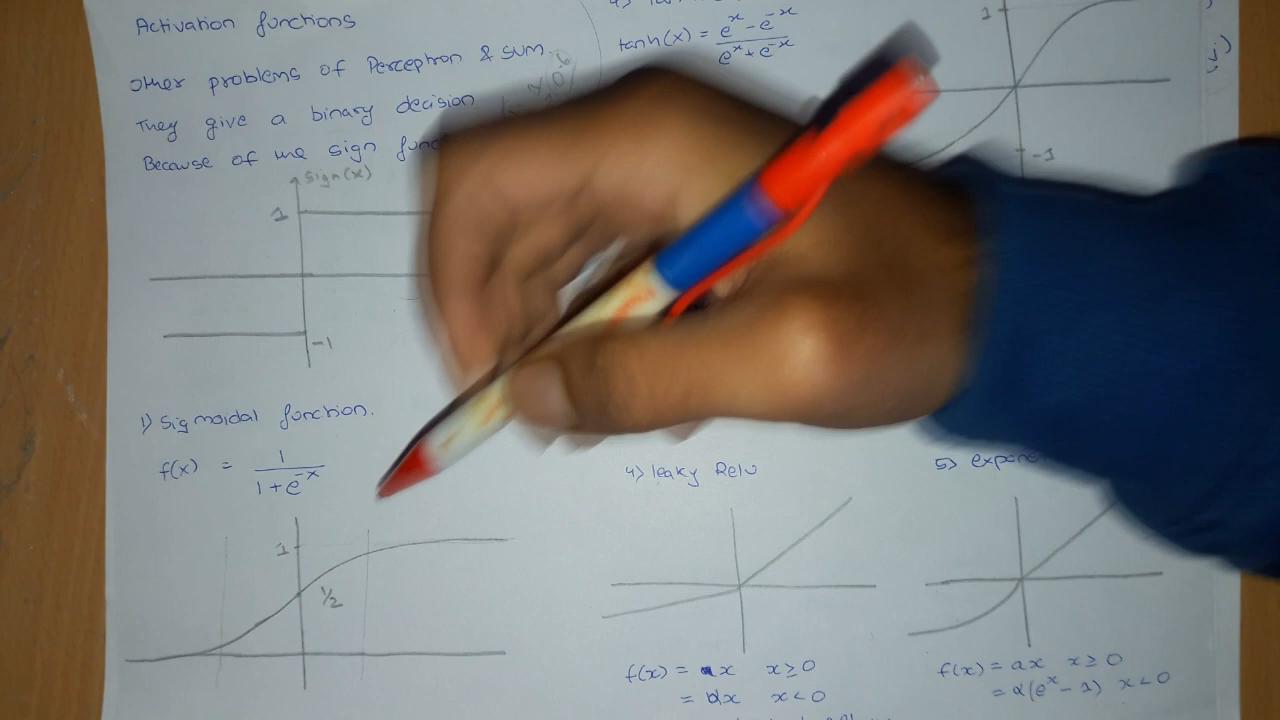 Activation functions
Other problems of Perceptron & SVM.
They give a binary decision
Because of the sign func
sign(x)
1
-1
1) Sigmoidal function.
f(x) = 1/(1+e^-x)
1
1/2
tanh(x) = (e^x - e^-x)/(e^x + e^-x)
1
-1
4) leaky Relu
f(x) = x x≥0
= αx x<0
5) expone
f(x) = ax x≥0
= α(e^x - 1) x<0